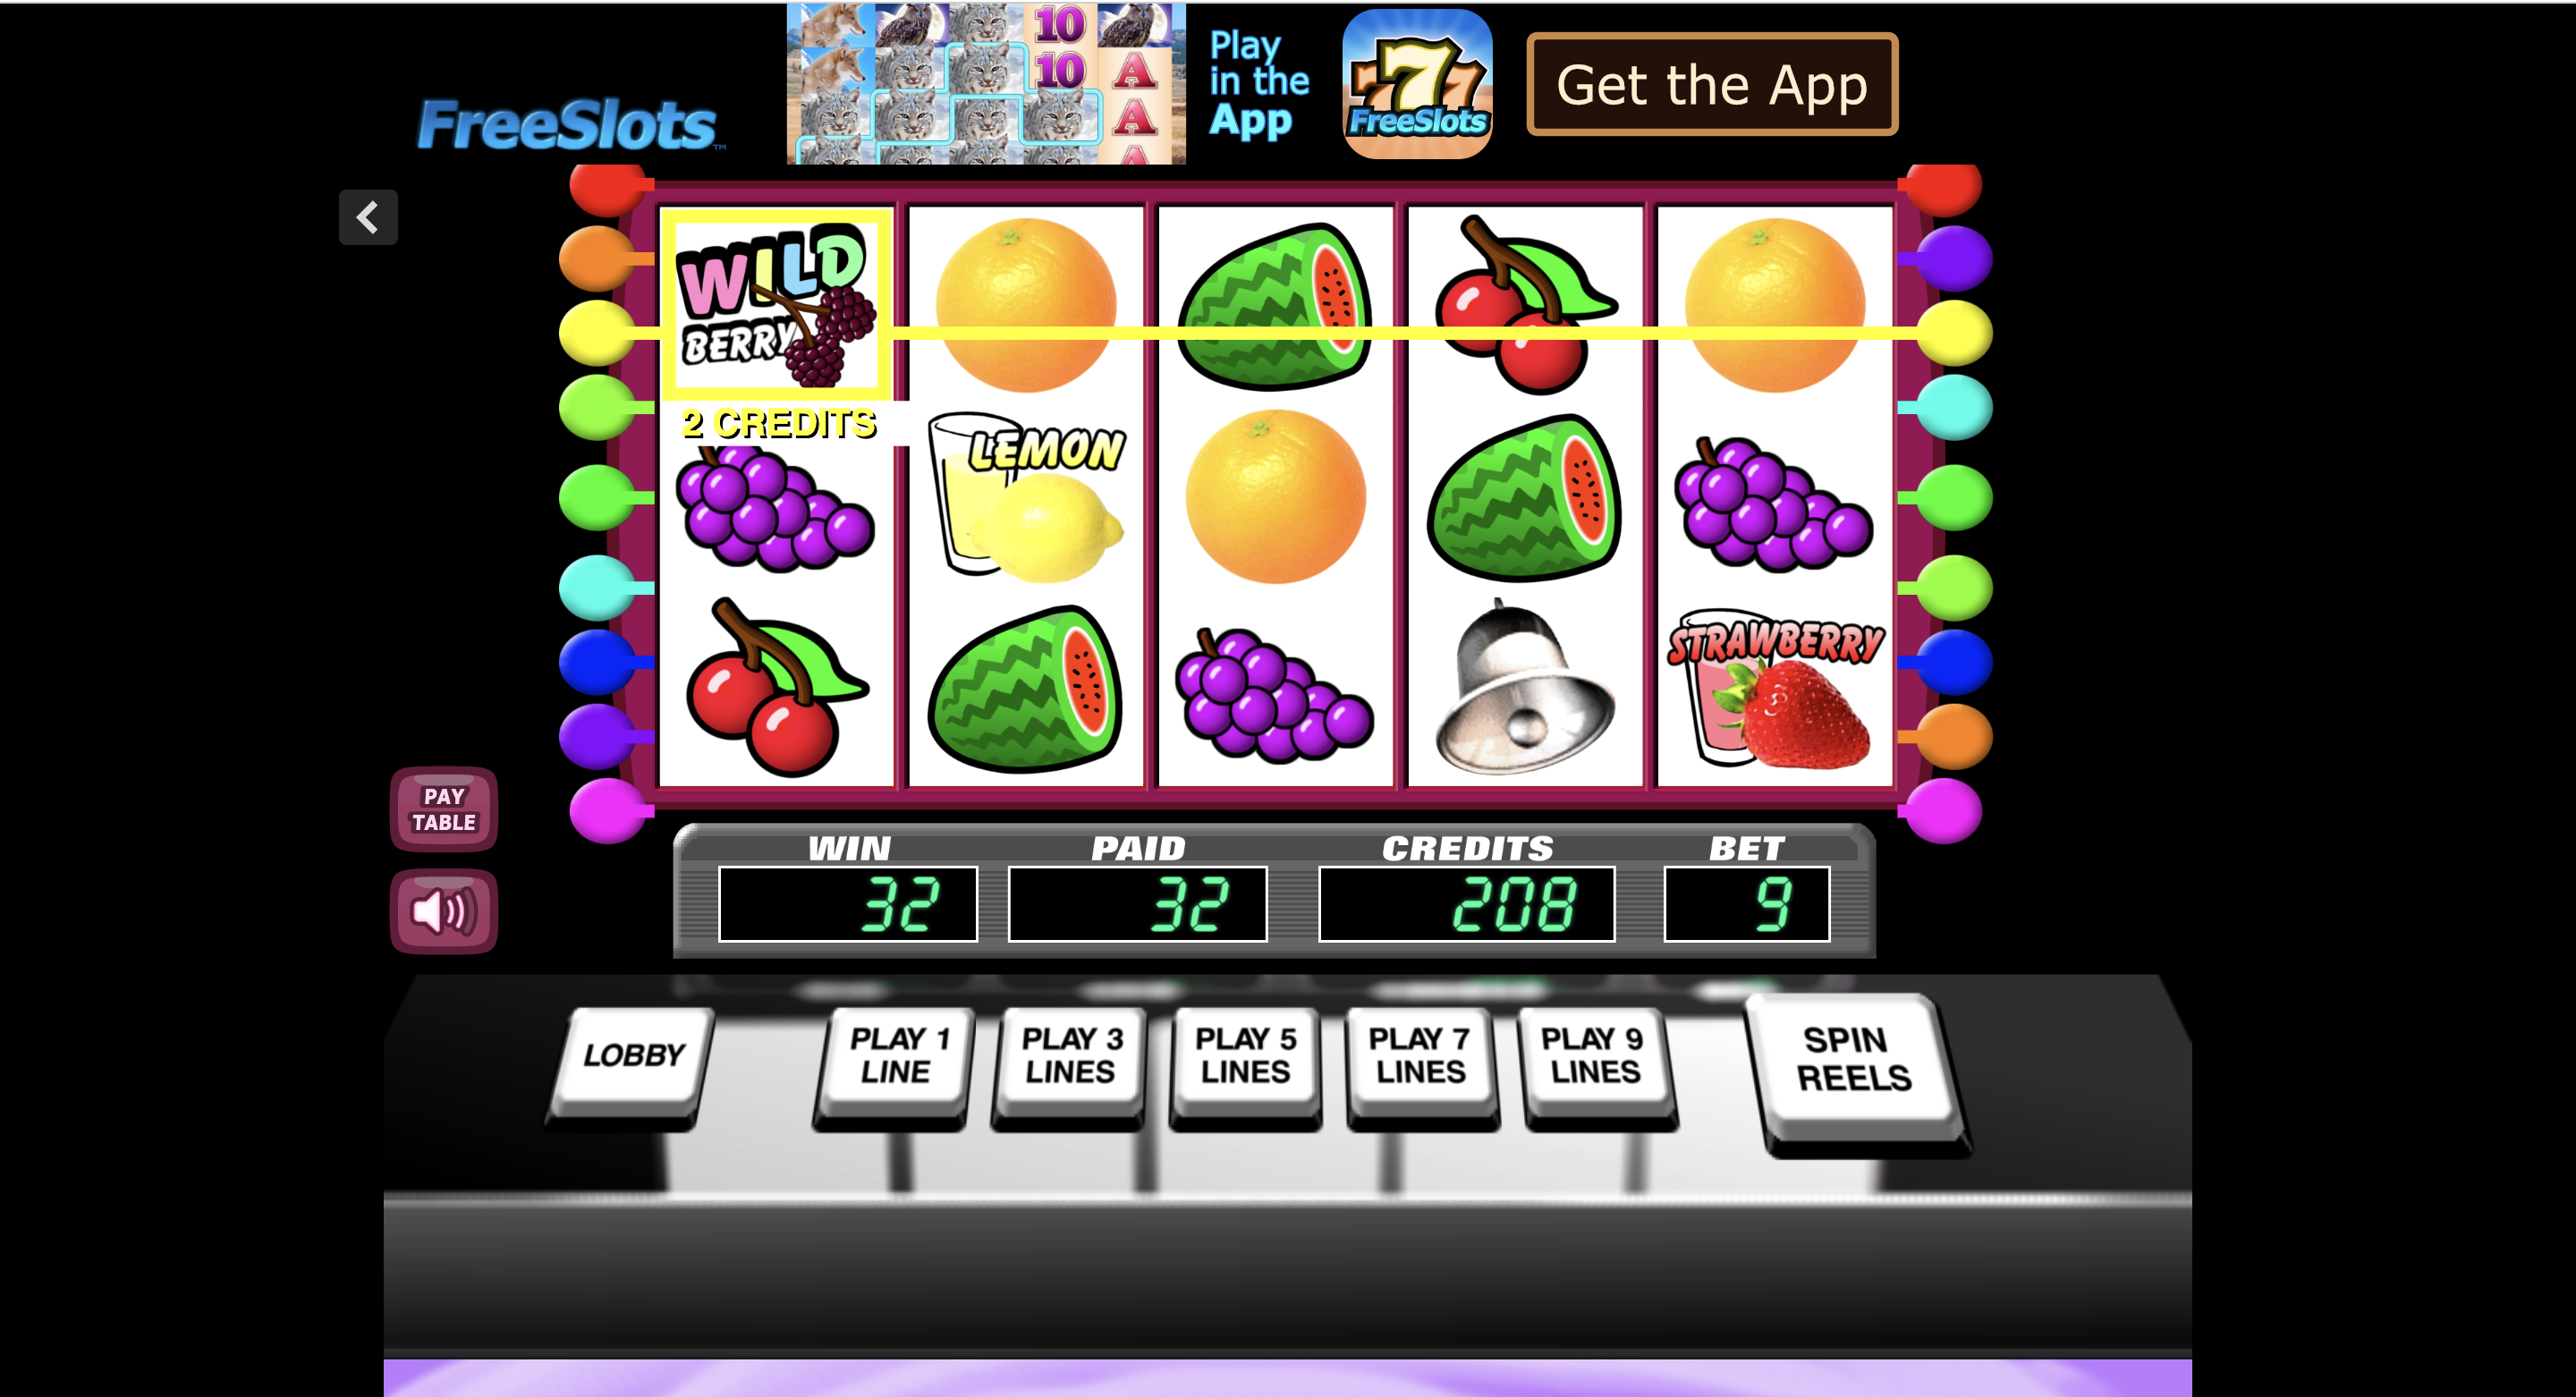 10
10
A
A
A
Play
in the
App
777
FreeSlots
Get the App
FreeSlots™
WILD
BERRY
2 CREDITS
LEMON
STRAWBERRY
PAY
TABLE
WIN PAID CREDITS BET
32 32 208 9
LOBBY
PLAY 1
LINE
PLAY 3
LINES
PLAY 5
LINES
PLAY 7
LINES
PLAY 9
LINES
SPIN
REELS